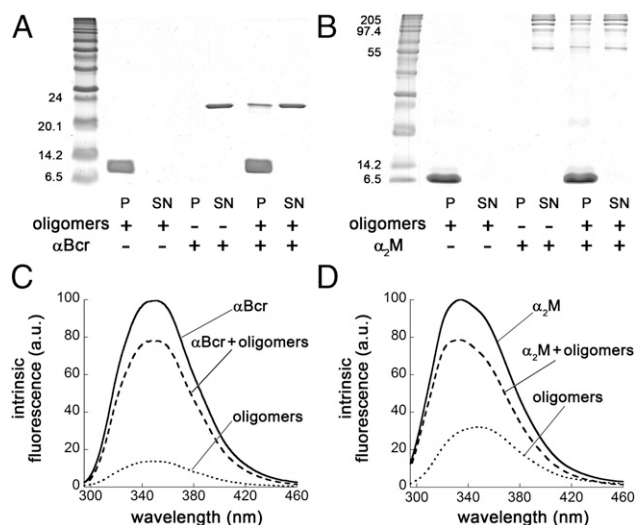 A
24
20.1
14.2
6.5
P SN P SN P SN
oligomers + + - - + +
αBcr - - + + + +
B
205
97.4
55
14.2
6.5
P SN P SN P SN
oligomers + + - - + +
α₂M - - + + + +
C
intrinsic
fluorescence (a.u.)
100
80
60
40
20
0
300 340 380 420 460
wavelength (nm)
αBcr
αBcr + oligomers
oligomers
D
intrinsic
fluorescence (a.u.)
100
80
60
40
20
0
300 340 380 420 460
wavelength (nm)
α₂M
α₂M + oligomers
oligomers